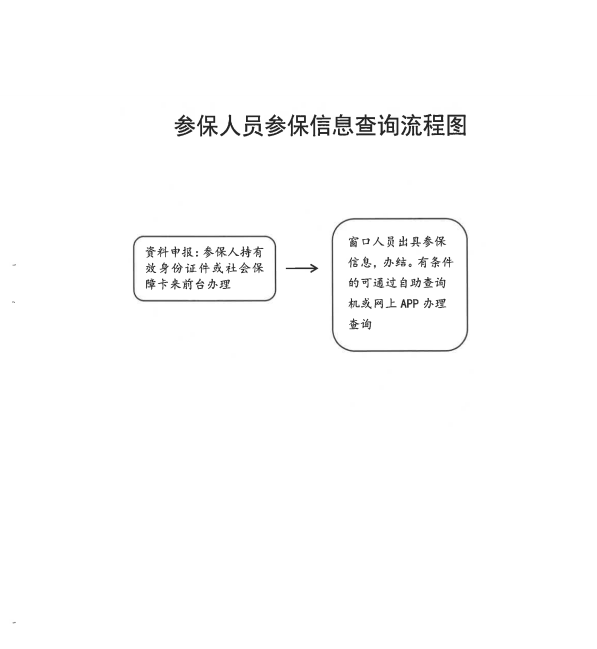 参保人员参保信息查询流程图
资料申报：参保人持有
效身份证件或社会保
障卡来前台办理
窗口人员出具参保
信息，办结。有条件
的可通过自助查询
机或网上 APP 办理
查询